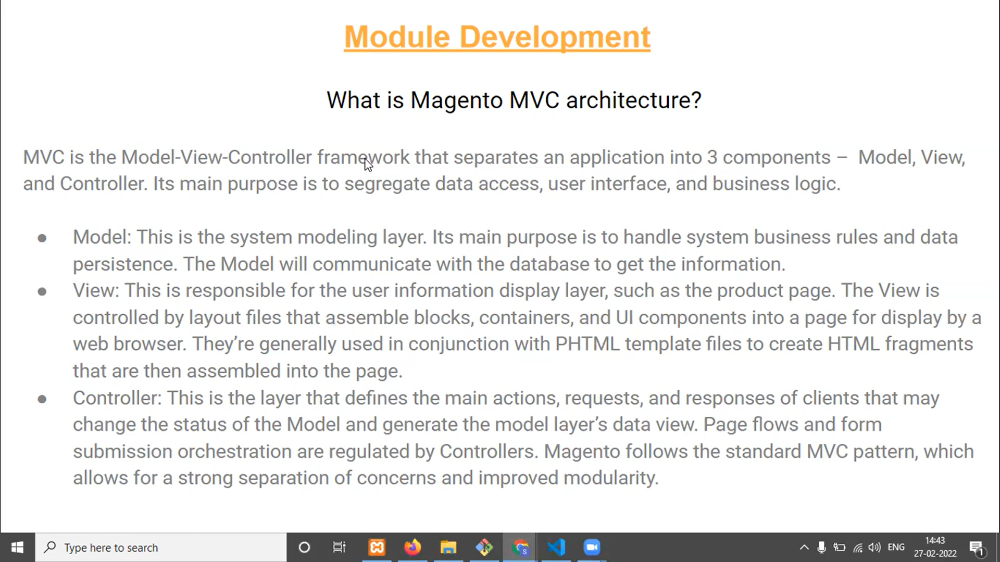 Module Development
What is Magento MVC architecture?
MVC is the Model-View-Controller framework that separates an application into 3 components –  Model, View,
and Controller. Its main purpose is to segregate data access, user interface, and business logic.
● Model: This is the system modeling layer. Its main purpose is to handle system business rules and data
persistence. The Model will communicate with the database to get the information.
● View: This is responsible for the user information display layer, such as the product page. The View is
controlled by layout files that assemble blocks, containers, and UI components into a page for display by a
web browser. They’re generally used in conjunction with PHTML template files to create HTML fragments
that are then assembled into the page.
● Controller: This is the layer that defines the main actions, requests, and responses of clients that may
change the status of the Model and generate the model layer’s data view. Page flows and form
submission orchestration are regulated by Controllers. Magento follows the standard MVC pattern, which
allows for a strong separation of concerns and improved modularity.
Type here to search
S
ENG
14:43
27-02-2022
1